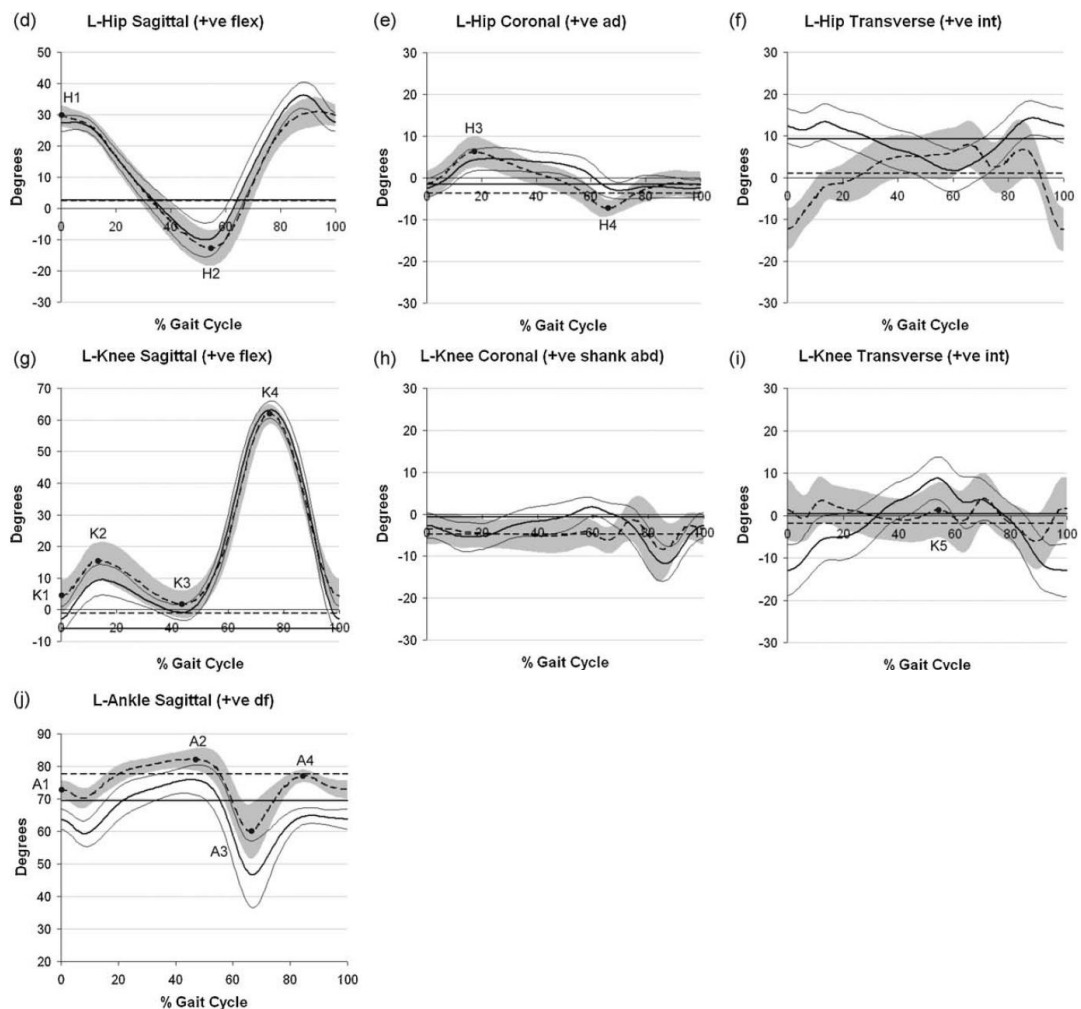 (d) L-Hip Sagittal (+ve flex)
50
40
30
20
10
0
-10
-20
-30
0 20 40 60 80 100
H1
H2
Degrees
% Gait Cycle
(e) L-Hip Coronal (+ve ad)
30
20
10
0
-10
-20
-30
0 20 40 60 80 100
H3
H4
Degrees
% Gait Cycle
(f) L-Hip Transverse (+ve int)
30
20
10
0
-10
-20
-30
0 20 40 60 80 100
Degrees
% Gait Cycle
(g) L-Knee Sagittal (+ve flex)
70
60
50
40
30
20
10
0
-10
0 20 40 60 80 100
K1
K2
K3
K4
Degrees
% Gait Cycle
(h) L-Knee Coronal (+ve shank abd)
30
20
10
0
-10
-20
-30
0 20 40 60 80 100
Degrees
% Gait Cycle
(i) L-Knee Transverse (+ve int)
30
20
10
0
-10
-20
-30
0 20 40 60 80 100
K5
Degrees
% Gait Cycle
(j) L-Ankle Sagittal (+ve df)
90
80
70
60
50
40
30
20
0 20 40 60 80 100
A1
A2
A3
A4
Degrees
% Gait Cycle